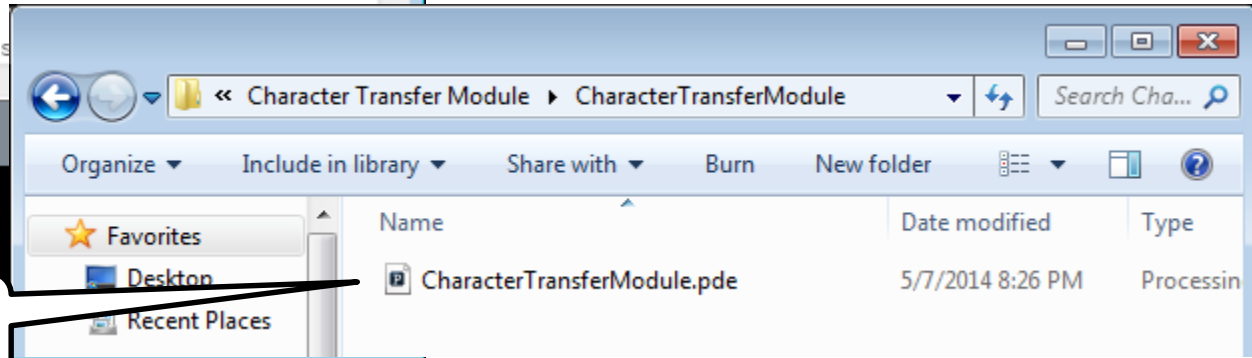 « Character Transfer Module ▸ CharacterTransferModule Search Cha...
Organize Include in library Share with Burn New folder
Name Date modified Type
Favorites
Desktop
CharacterTransferModule.pde 5/7/2014 8:26 PM Processin
Recent Places